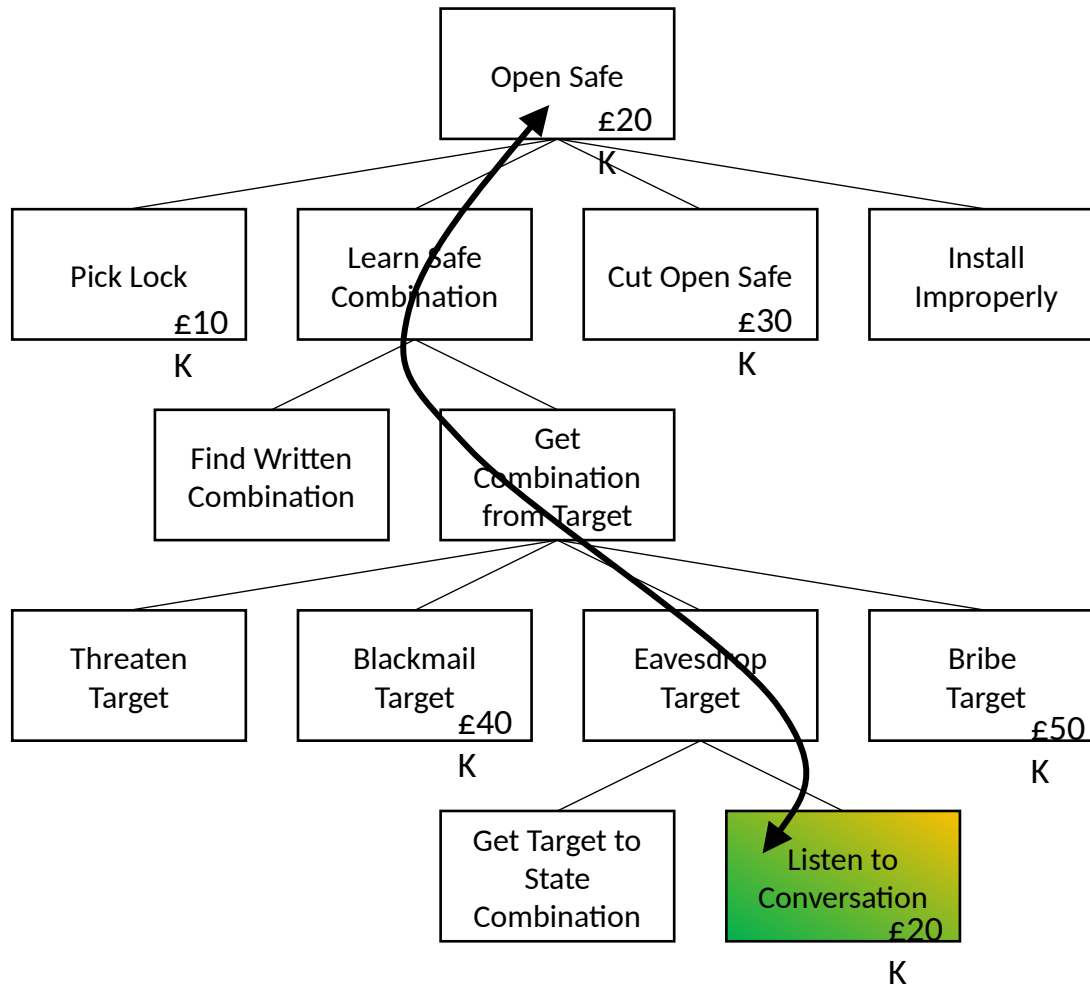 Open Safe
£20
K
Pick Lock
£10
K
Learn Safe
Combination
Cut Open Safe
£30
K
Install
Improperly
Find Written
Combination
Get
Combination
from Target
Threaten
Target
Blackmail
Target
£40
K
Eavesdrop
Target
Bribe
Target
£50
K
Get Target to
State
Combination
Listen to
Conversation
£20
K